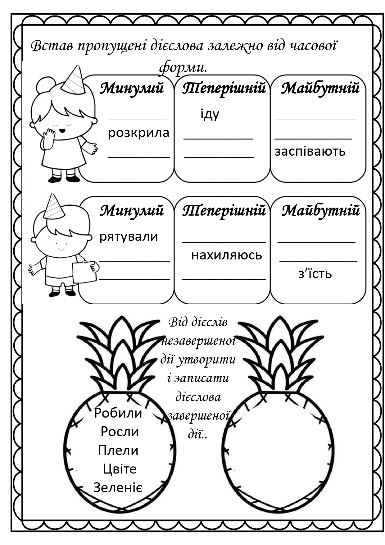 Встав пропущені дієслова залежно від часової
форми.
Минулий Теперішній Майбутній
іду
розкрила
заспівають
Минулий Теперішній Майбутній
рятували
нахиляюсь
з’їсть
Від дієслів
незавершеної
дії утворити
і записати
дієслова
завершеної
дії..
Робили
Росли
Плели
Цвіте
Зеленіє